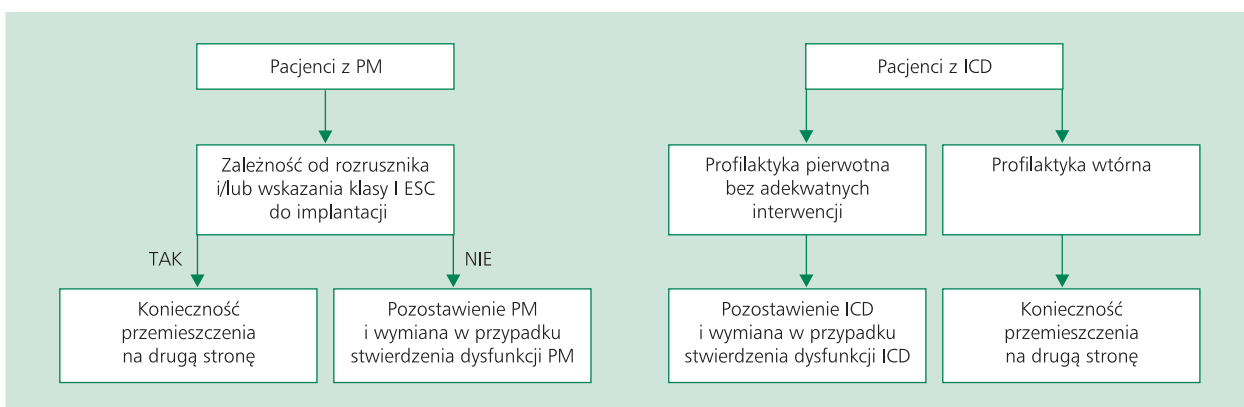 Pacjenci z PM
Zależność od rozrusznika
i/lub wskazania klasy I ESC
do implantacji
TAK
NIE
Konieczność
przemieszczenia
na drugą stronę
Pozostawienie PM
i wymiana w przypadku
stwierdzenia dysfunkcji PM
Pacjenci z ICD
Profilaktyka pierwotna
bez adekwatnych
interwencji
Profilaktyka wtórna
Pozostawienie ICD
i wymiana w przypadku
stwierdzenia dysfunkcji ICD
Konieczność
przemieszczenia
na drugą stronę